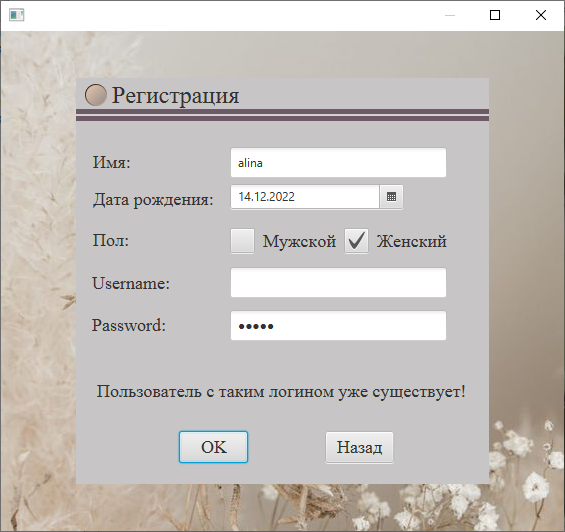 Регистрация
Имя: alina
Дата рождения: 14.12.2022
Пол: Мужской Женский
Username:
Password: •••••
Пользователь с таким логином уже существует!
OK Назад